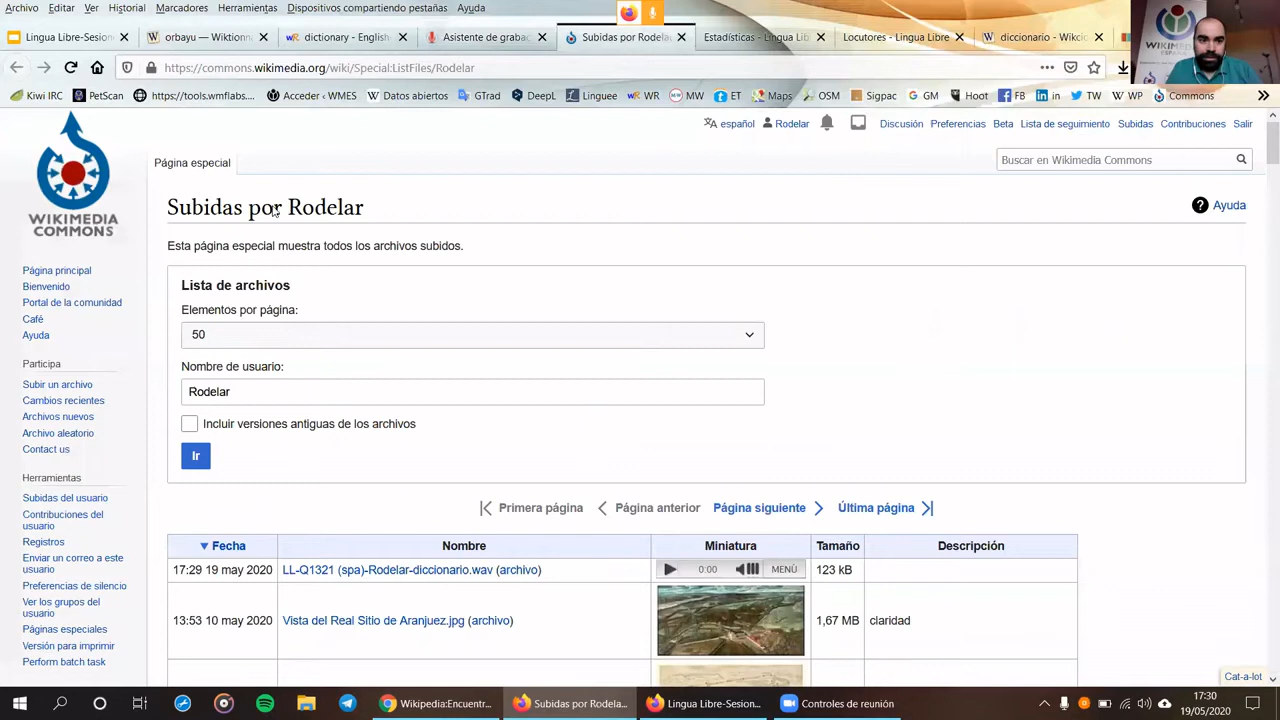 Archivo Editar Ver Historial Marcadores Herramientas Dispositivos compartiendo pestañas Ayuda
Lingua Libre-Sesion
orbayu — Wiktionn
dictionary - English
Asistente de grabac
Subidas por Rodela
Estadísticas - Lingua Lib
Locutores - Lingua Libre
diccionario - Wikcio
WIKIMEDIA
ESPAÑA
https://commons.wikimedia.org/wiki/Special:ListFiles/Rodelar
Kiwi IRC PetScan https://tools.wmflabs... Acceder ‹ WMES Datos abiertos GTrad DeepL Linguee WR MW ET Maps OSM Sigpac GM Hoot FB in TW WP Commons
español Rodelar Discusión Preferencias Beta Lista de seguimiento Subidas Contribuciones Salir
Página especial
Buscar en Wikimedia Commons
WIKIMEDIA
COMMONS
Subidas por Rodelar
Ayuda
Esta página especial muestra todos los archivos subidos.
Página principal
Bienvenido
Portal de la comunidad
Café
Ayuda
Participa
Subir un archivo
Cambios recientes
Archivos nuevos
Archivo aleatorio
Contact us
Herramientas
Subidas del usuario
Contribuciones del
usuario
Registros
Enviar un correo a este
usuario
Preferencias de silencio
Ver los grupos del
usuario
Páginas especiales
Versión para imprimir
Perform batch task
Lista de archivos
Elementos por página:
50
Nombre de usuario:
Rodelar
Incluir versiones antiguas de los archivos
Ir
Primera página Página anterior Página siguiente Última página
Fecha Nombre Miniatura Tamaño Descripción
17:29 19 may 2020 LL-Q1321 (spa)-Rodelar-diccionario.wav (archivo) 0:00 MENÚ 123 kB
13:53 10 may 2020 Vista del Real Sitio de Aranjuez.jpg (archivo) 1,67 MB claridad
Cat-a-lot
Wikipedia:Encuentr... Subidas por Rodela... Lingua Libre-Sesion... Controles de reunión
17:30
19/05/2020